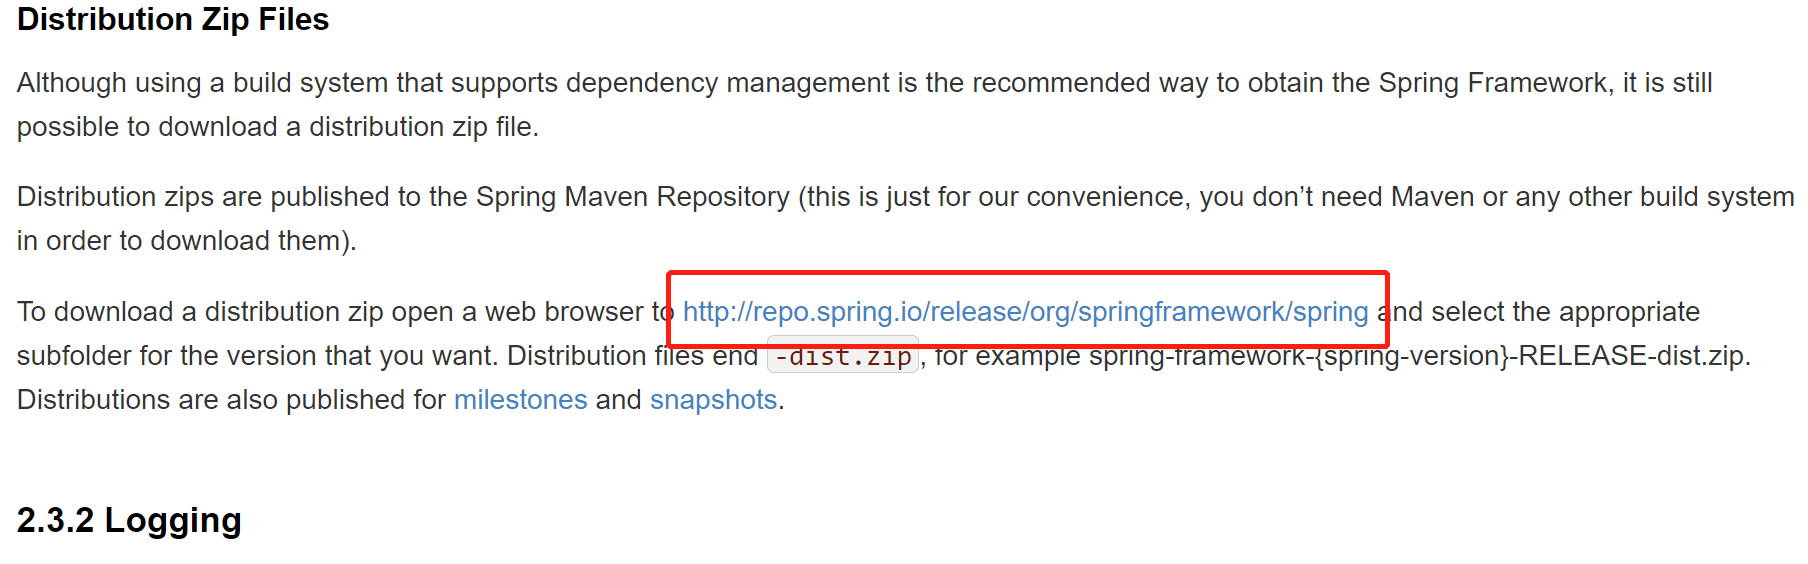 Distribution Zip Files
Although using a build system that supports dependency management is the recommended way to obtain the Spring Framework, it is still
possible to download a distribution zip file.
Distribution zips are published to the Spring Maven Repository (this is just for our convenience, you don’t need Maven or any other build system
in order to download them).
To download a distribution zip open a web browser to http://repo.spring.io/release/org/springframework/spring and select the appropriate
subfolder for the version that you want. Distribution files end -dist.zip, for example spring-framework-{spring-version}-RELEASE-dist.zip.
Distributions are also published for milestones and snapshots.
2.3.2 Logging